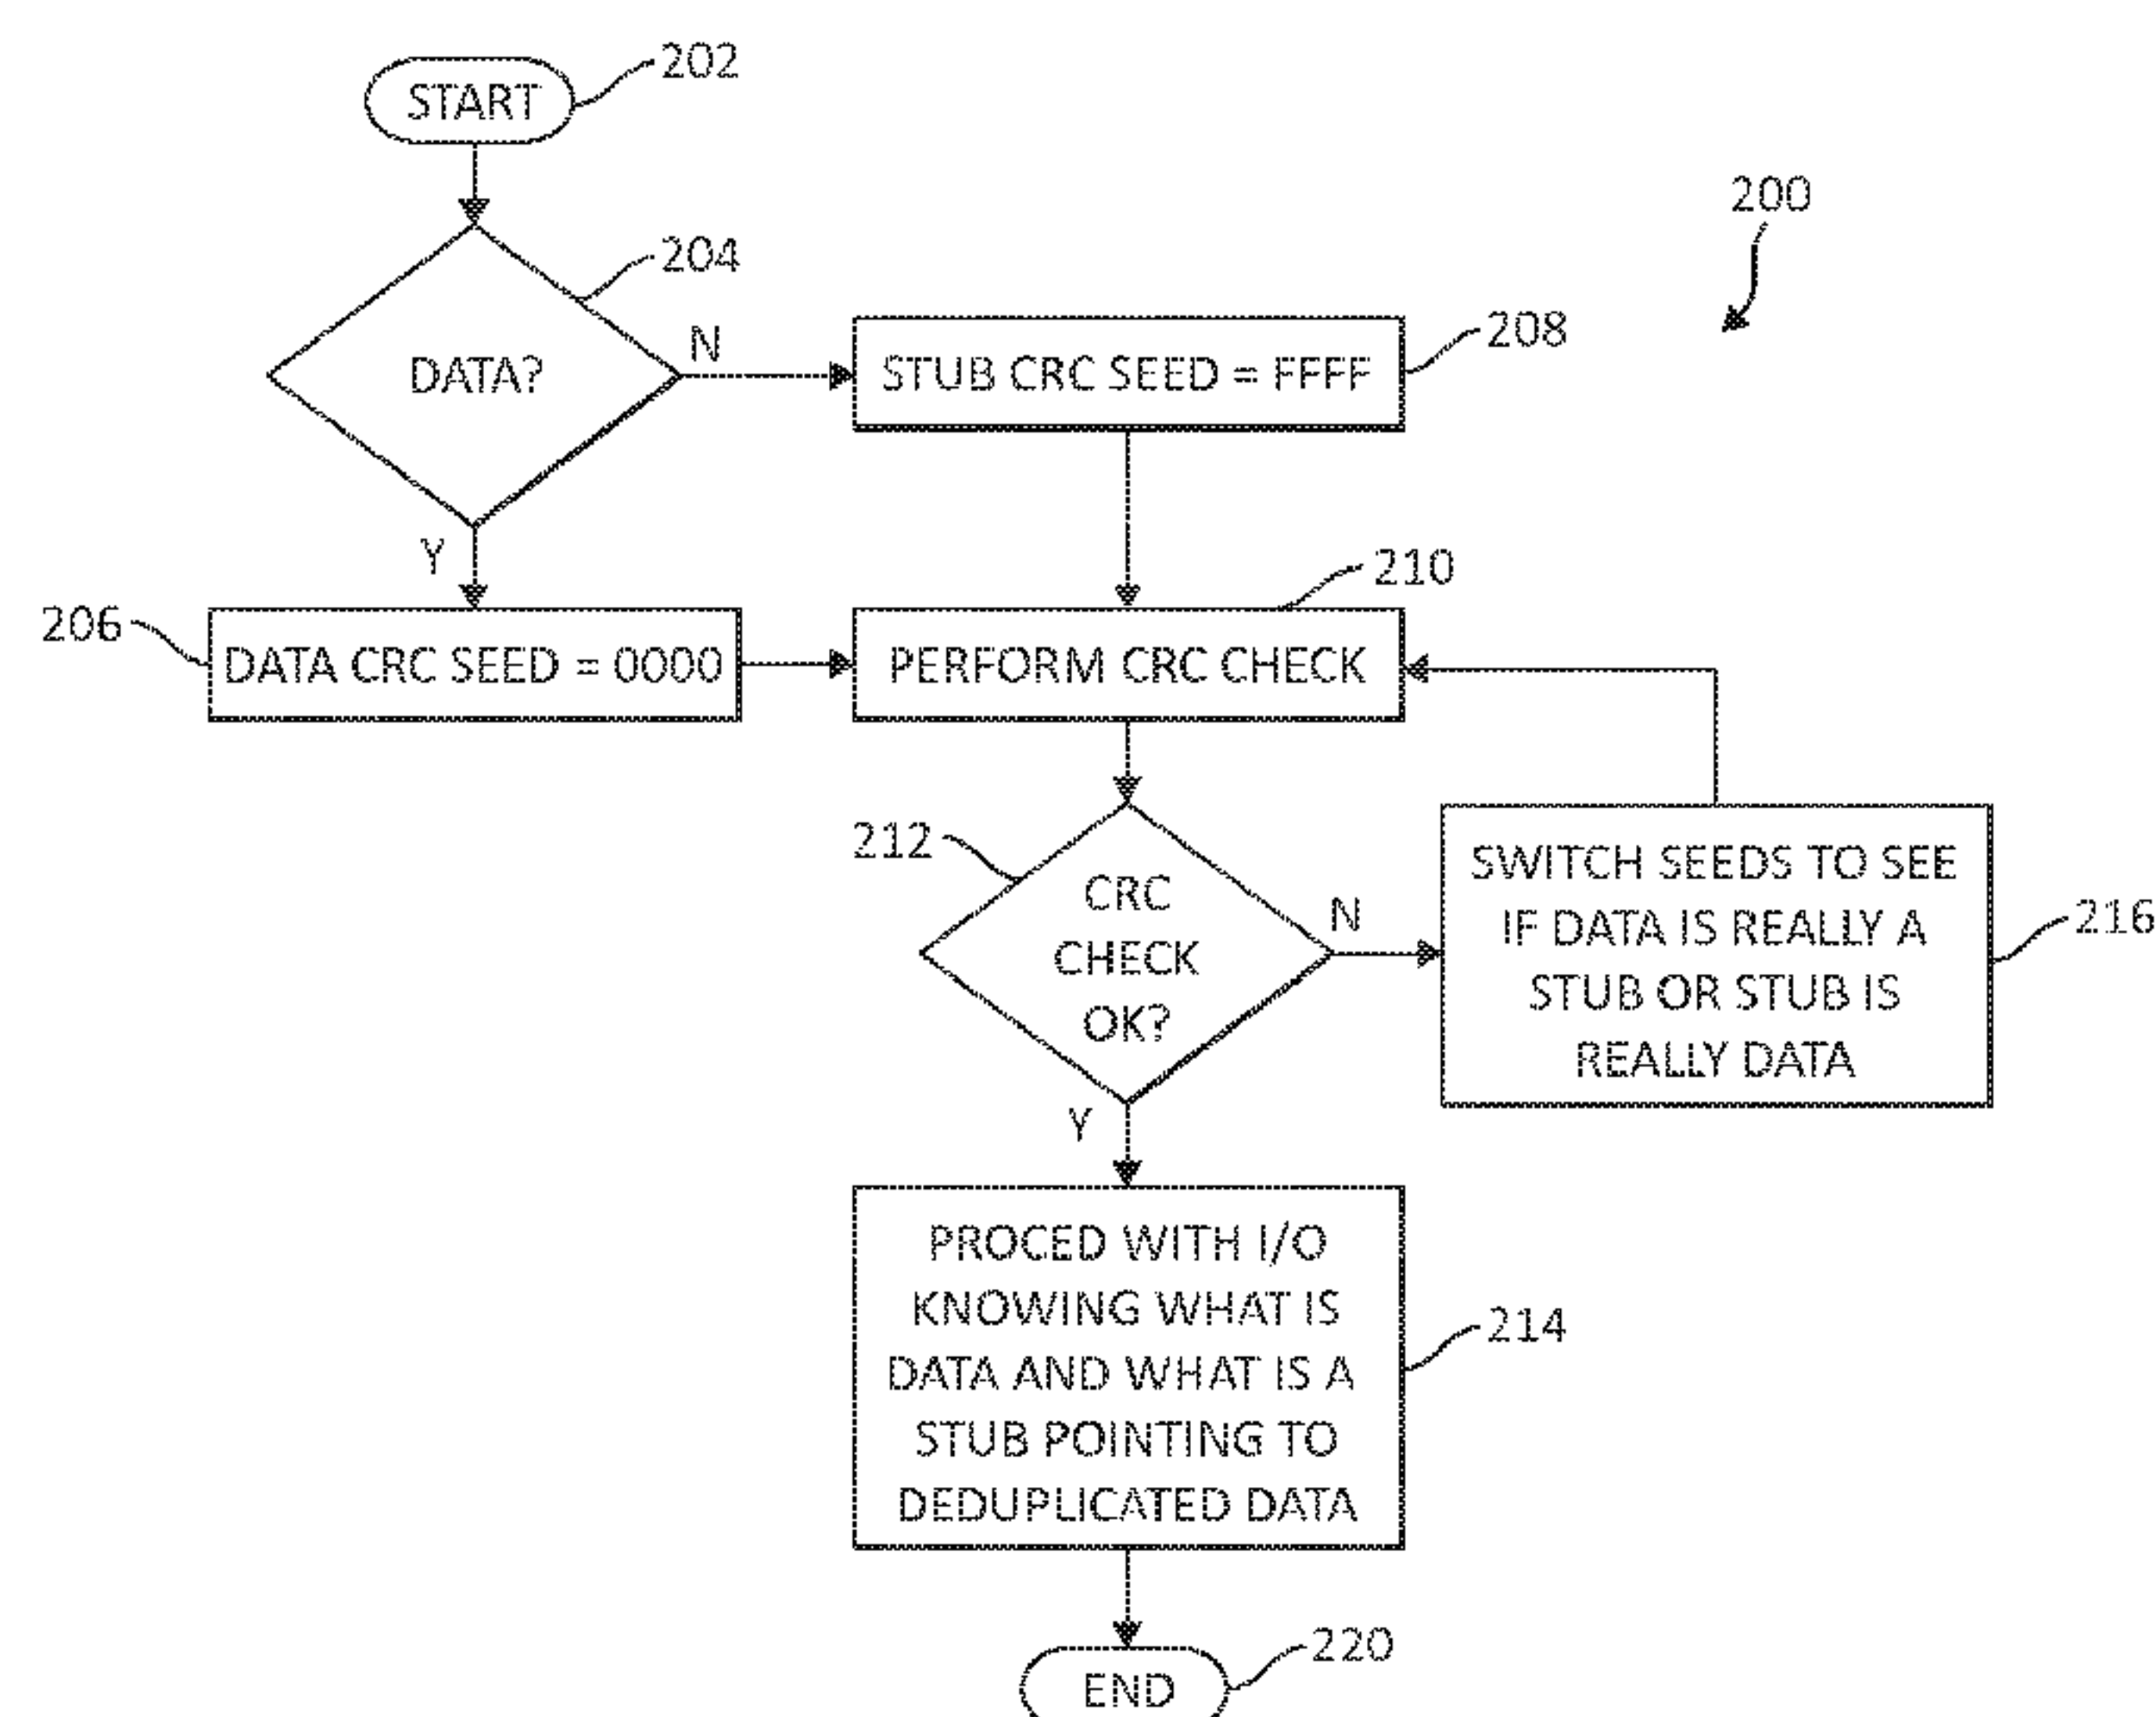 202
START
200
204
N
DATA?
STUB CRC SEED = FFFF
208
Y
210
206
DATA CRC SEED = 0000
PERFORM CRC CHECK
212
CRC
CHECK
OK?
N
SWITCH SEEDS TO SEE
IF DATA IS REALLY A
STUB OR STUB IS
REALLY DATA
216
Y
PROCED WITH I/O
KNOWING WHAT IS
DATA AND WHAT IS A
STUB POINTING TO
DEDUPLICATED DATA
214
220
END